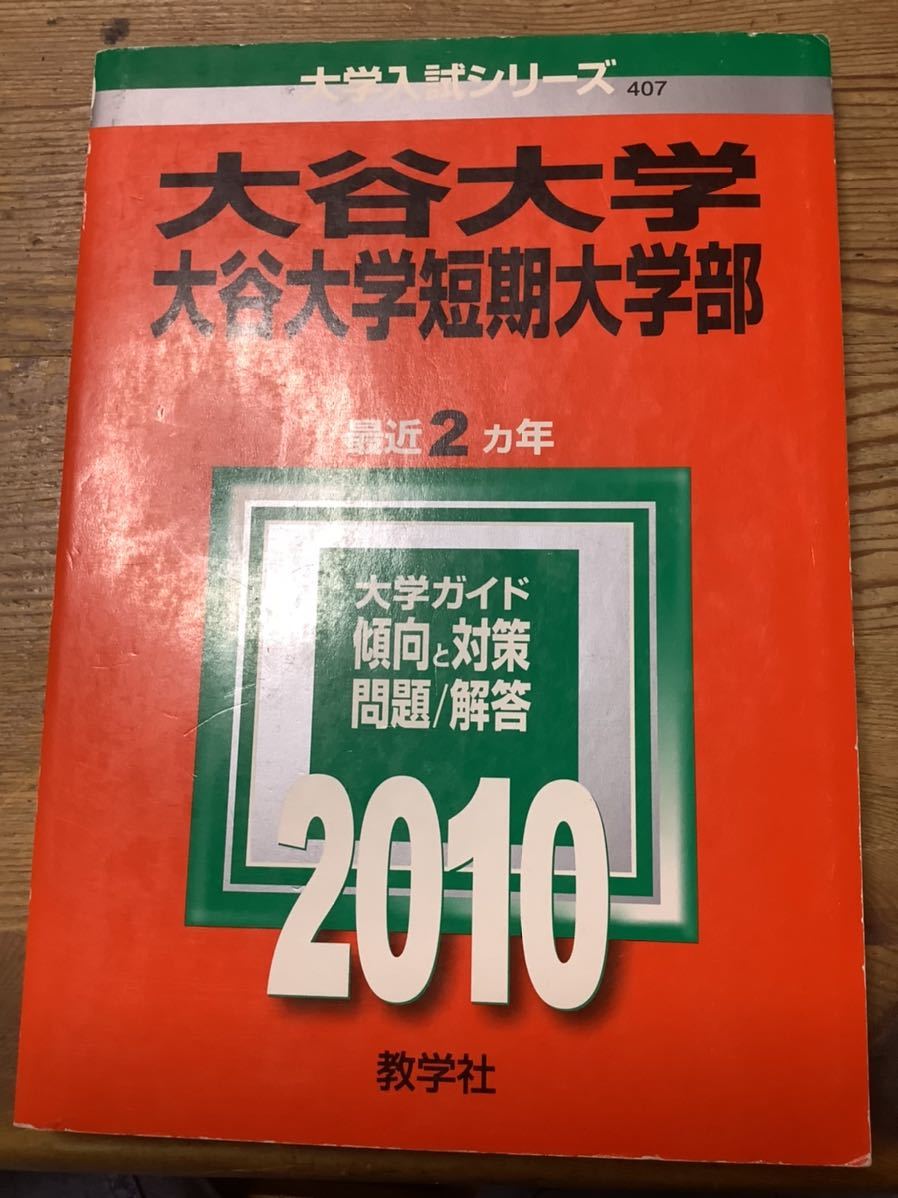 大学入試シリーズ 407
大谷大学
大谷大学短期大学部
最近2カ年
大学ガイド
傾向と対策
問題/解答
2010
教学社